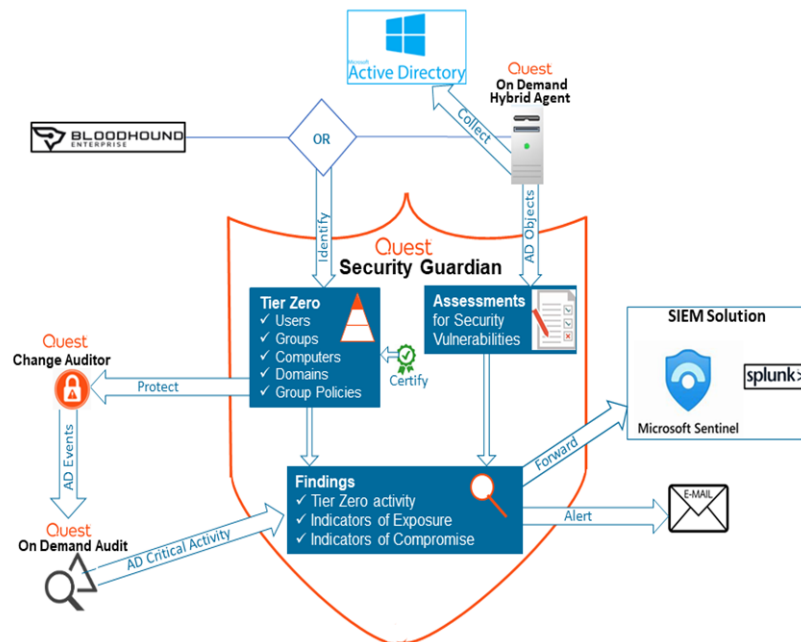 Microsoft
Active Directory
Quest
On Demand
Hybrid Agent
BLOODHOUND
ENTERPRISE
OR
Collect
Identify
AD Objects
Quest
Security Guardian
Tier Zero
✓ Users
✓ Groups
✓ Computers
✓ Domains
✓ Group Policies
Certify
Assessments
for Security
Vulnerabilities
SIEM Solution
Microsoft Sentinel
splunk>
Quest
Change Auditor
Protect
AD Events
Forward
Findings
✓ Tier Zero activity
✓ Indicators of Exposure
✓ Indicators of Compromise
E-MAIL
Alert
Quest
On Demand Audit
AD Critical Activity